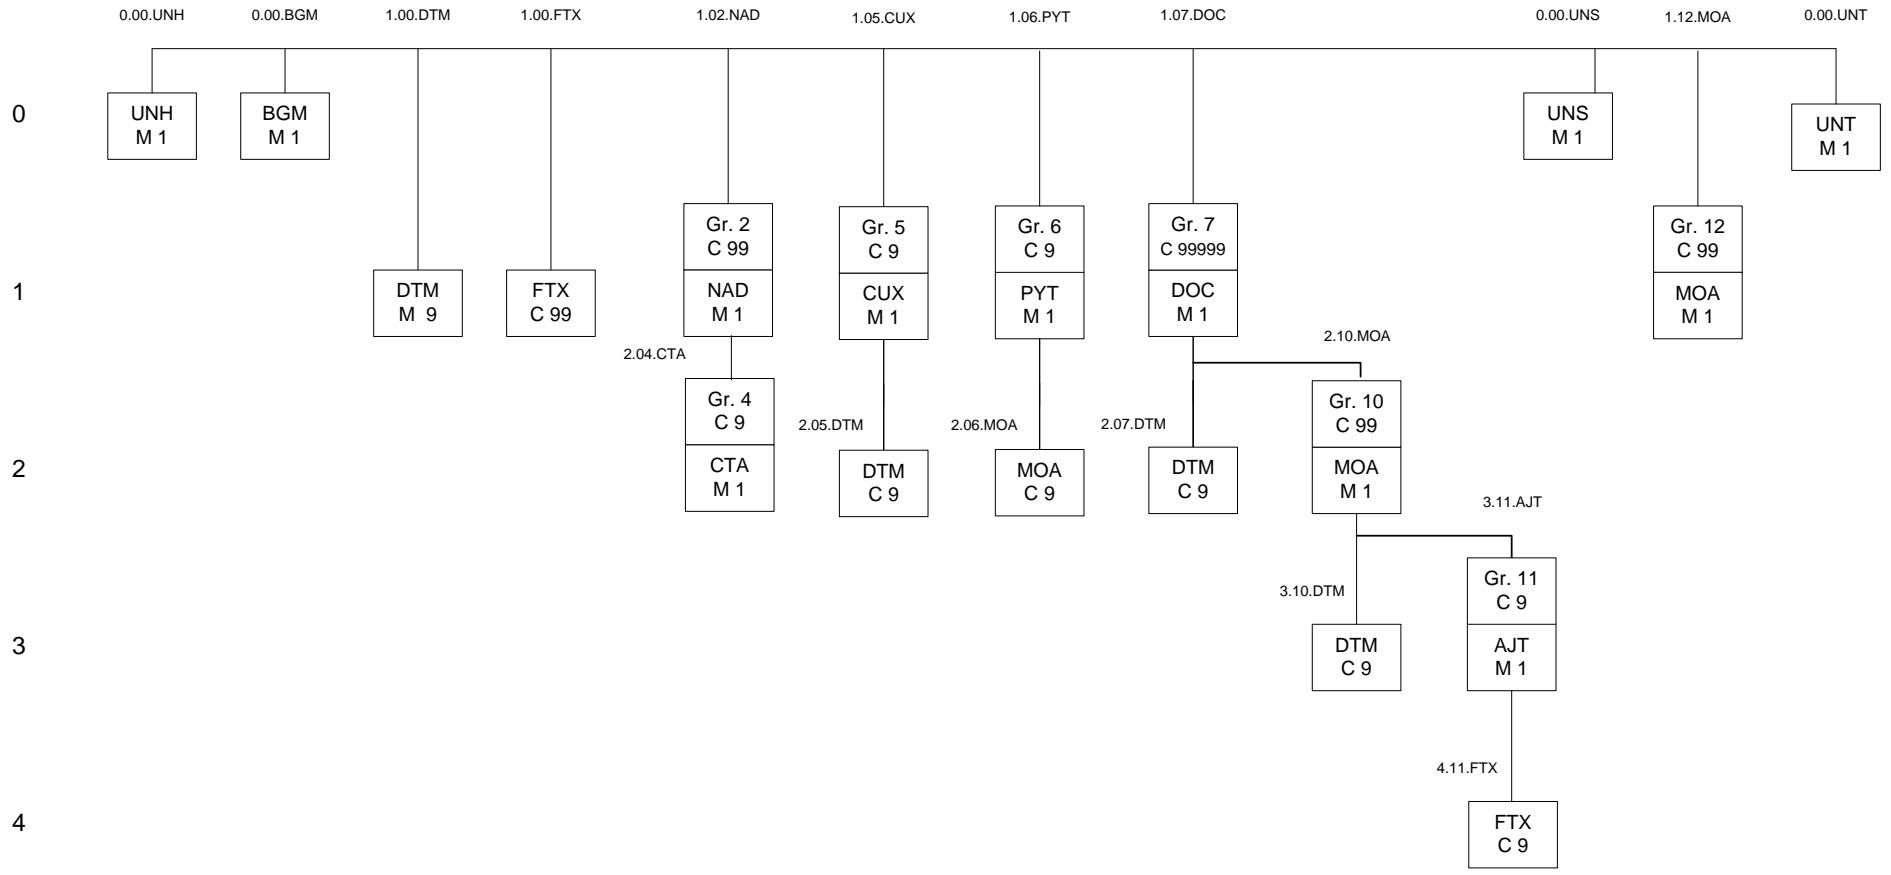 0.00.UNH
0.00.BGM
1.00.DTM
1.00.FTX
1.02.NAD
1.05.CUX
1.06.PYT
1.07.DOC
0.00.UNS
1.12.MOA
0.00.UNT
0
UNH
M 1
BGM
M 1
UNS
M 1
UNT
M 1
1
DTM
M 9
FTX
C 99
Gr. 2
C 99
NAD
M 1
Gr. 5
C 9
CUX
M 1
Gr. 6
C 9
PYT
M 1
Gr. 7
C 99999
DOC
M 1
Gr. 12
C 99
MOA
M 1
2.04.CTA
2.10.MOA
2
Gr. 4
C 9
CTA
M 1
2.05.DTM
DTM
C 9
2.06.MOA
MOA
C 9
2.07.DTM
DTM
C 9
Gr. 10
C 99
MOA
M 1
3.11.AJT
3
3.10.DTM
DTM
C 9
Gr. 11
C 9
AJT
M 1
4.11.FTX
4
FTX
C 9